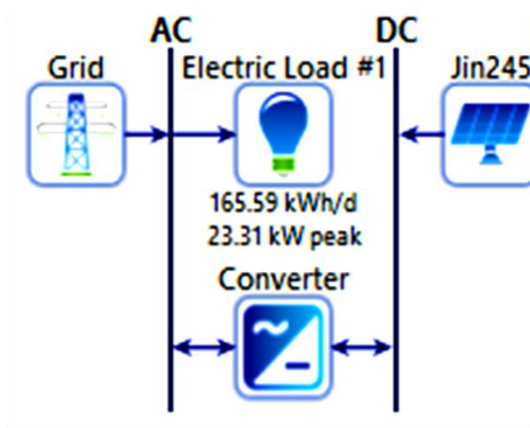 AC
DC
Grid
Electric Load #1
Jin245
165.59 kWh/d
23.31 kW peak
Converter